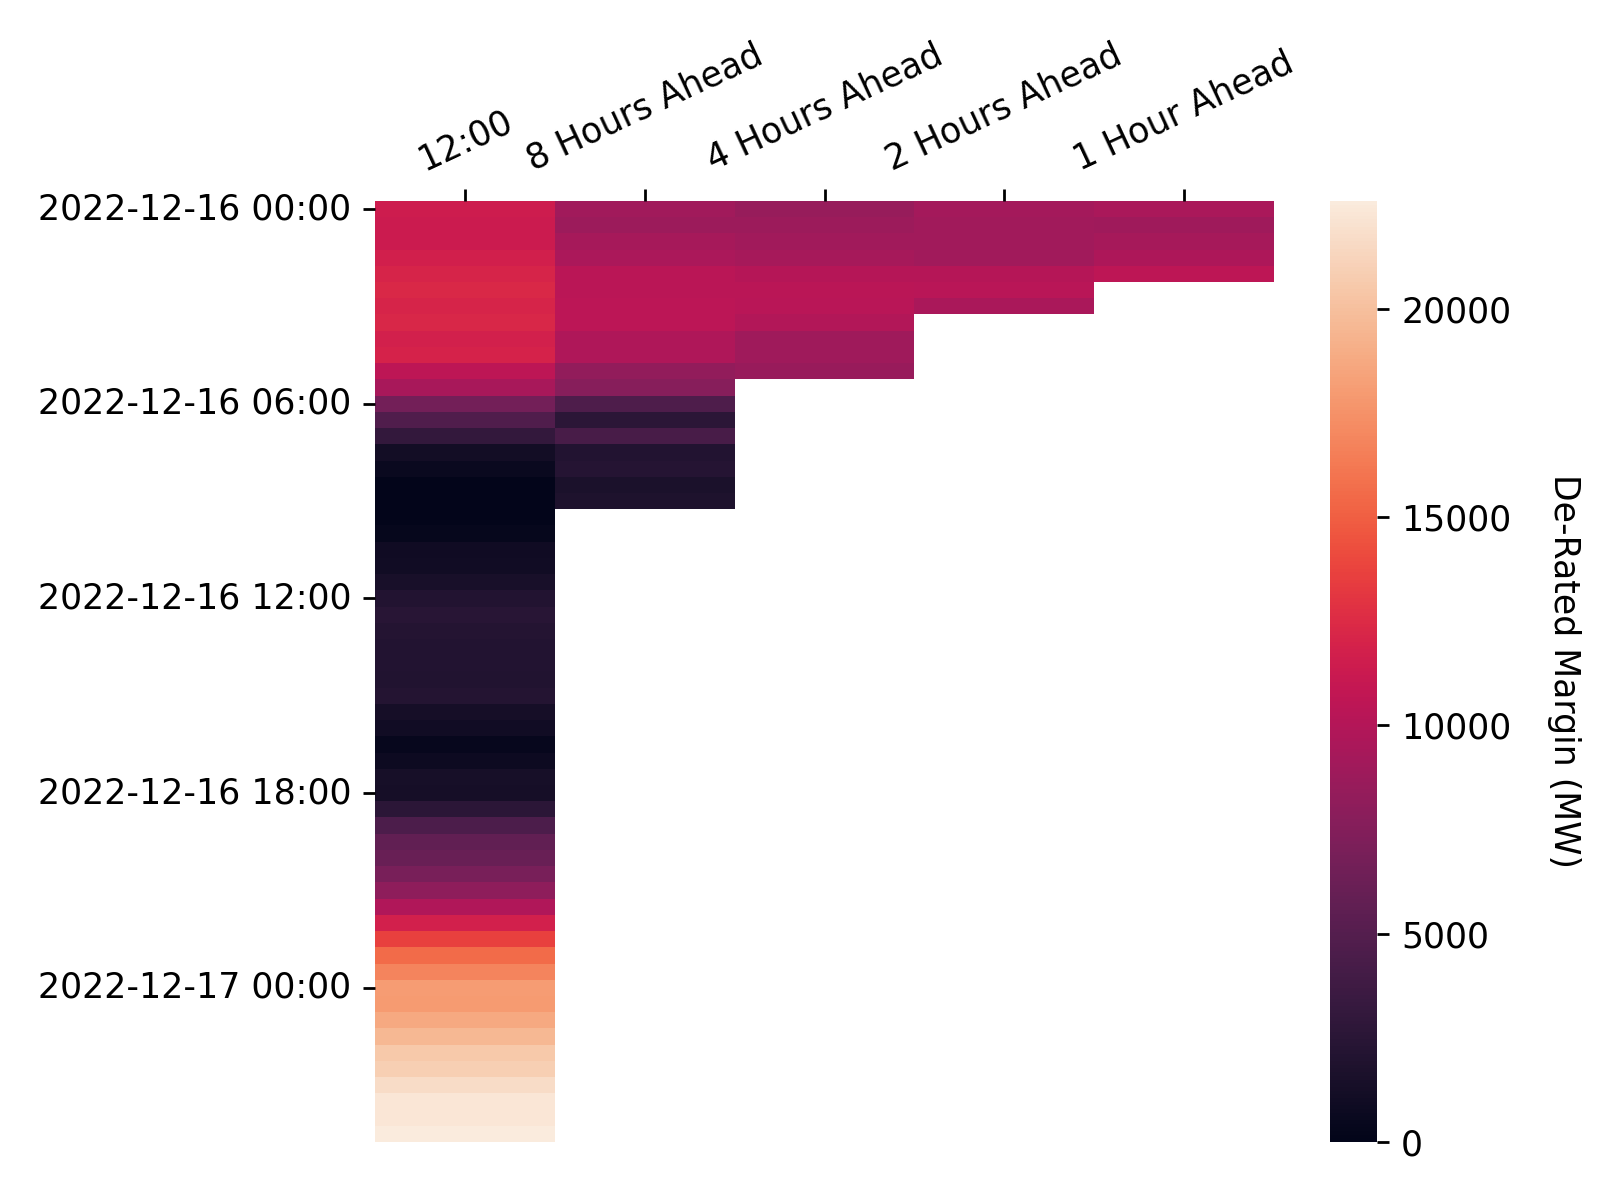 12:00
8 Hours Ahead
4 Hours Ahead
2 Hours Ahead
1 Hour Ahead
2022-12-16 00:00
2022-12-16 06:00
2022-12-16 12:00
2022-12-16 18:00
2022-12-17 00:00
20000
15000
10000
5000
0
De-Rated Margin (MW)